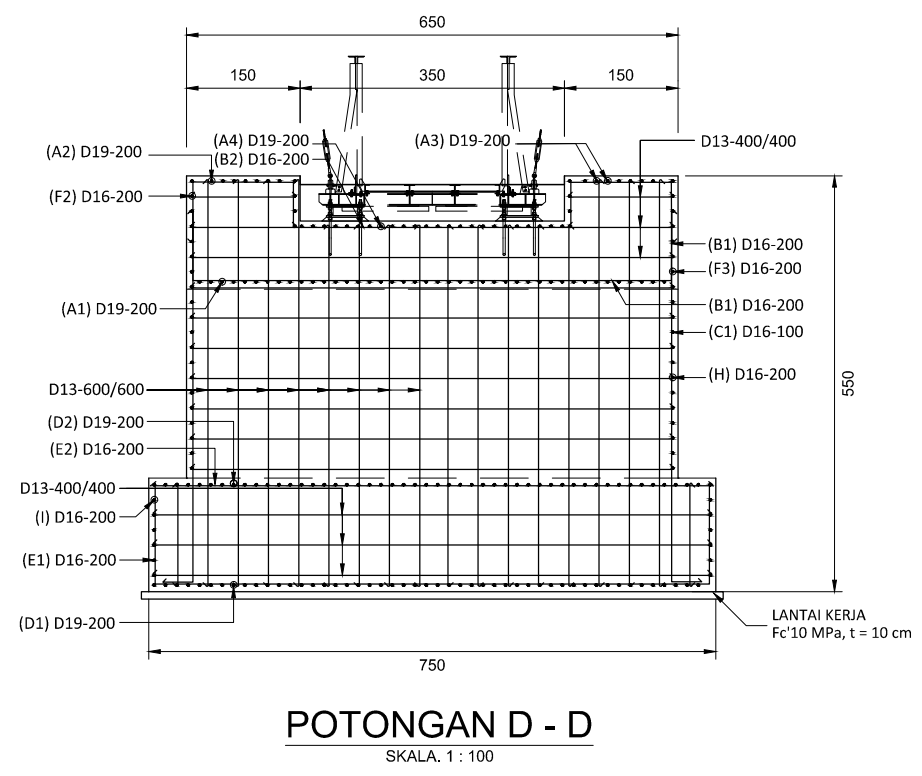 650
150
350
150
(A4) D19-200
(A3) D19-200
D13-400/400
(A2) D19-200
(B2) D16-200
(F2) D16-200
(B1) D16-200
(F3) D16-200
(A1) D19-200
(B1) D16-200
(C1) D16-100
(H) D16-200
550
D13-600/600
(D2) D19-200
(E2) D16-200
D13-400/400
(I) D16-200
(E1) D16-200
(D1) D19-200
LANTAI KERJA
Fc'10 MPa, t = 10 cm
750
POTONGAN D - D
SKALA. 1 : 100